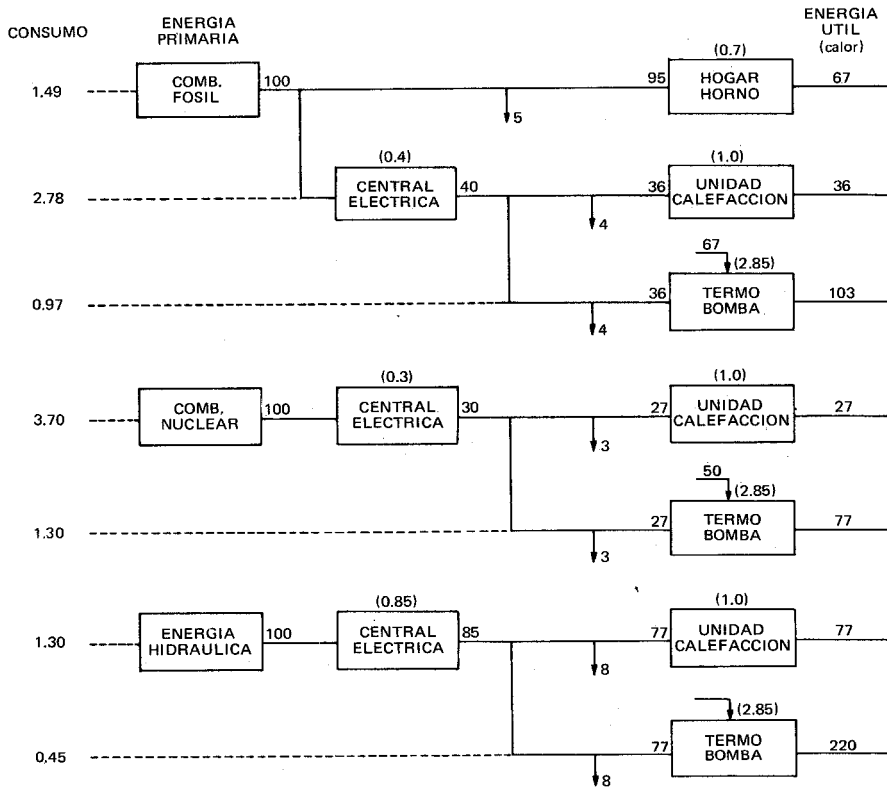 CONSUMO
ENERGIA
PRIMARIA
ENERGIA
UTIL
(calor)
1.49
COMB.
FOSIL
100
5
95
(0.7)
HOGAR
HORNO
67
2.78
(0.4)
CENTRAL
ELECTRICA
40
4
36
(1.0)
UNIDAD
CALEFACCION
36
0.97
4
36
67
(2.85)
TERMO
BOMBA
103
3.70
COMB,
NUCLEAR
100
(0.3)
CENTRAL
ELECTRICA
30
3
27
(1.0)
UNIDAD
CALEFACCION
27
1.30
3
27
50
(2.85)
TERMO
BOMBA
77
1.30
ENERGIA
HIDRAULICA
100
(0.85)
CENTRAL
ELECTRICA
85
8
77
(1.0)
UNIDAD
CALEFACCION
77
0,45
8
77
(2.85)
TERMO
BOMBA
220